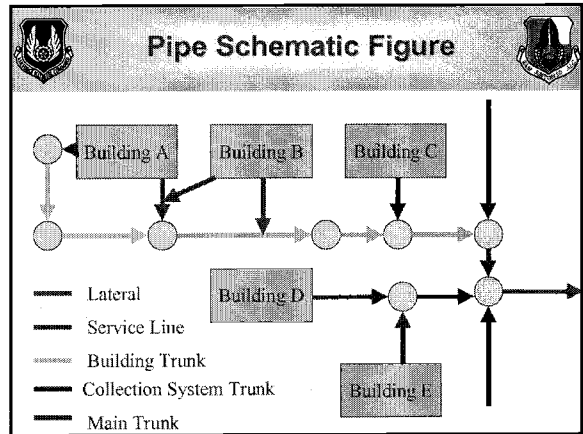 Pipe Schematic Figure
Building A
Building B
Building C
Building D
Building E
Lateral
Service Line
Building Trunk
Collection System Trunk
Main Trunk